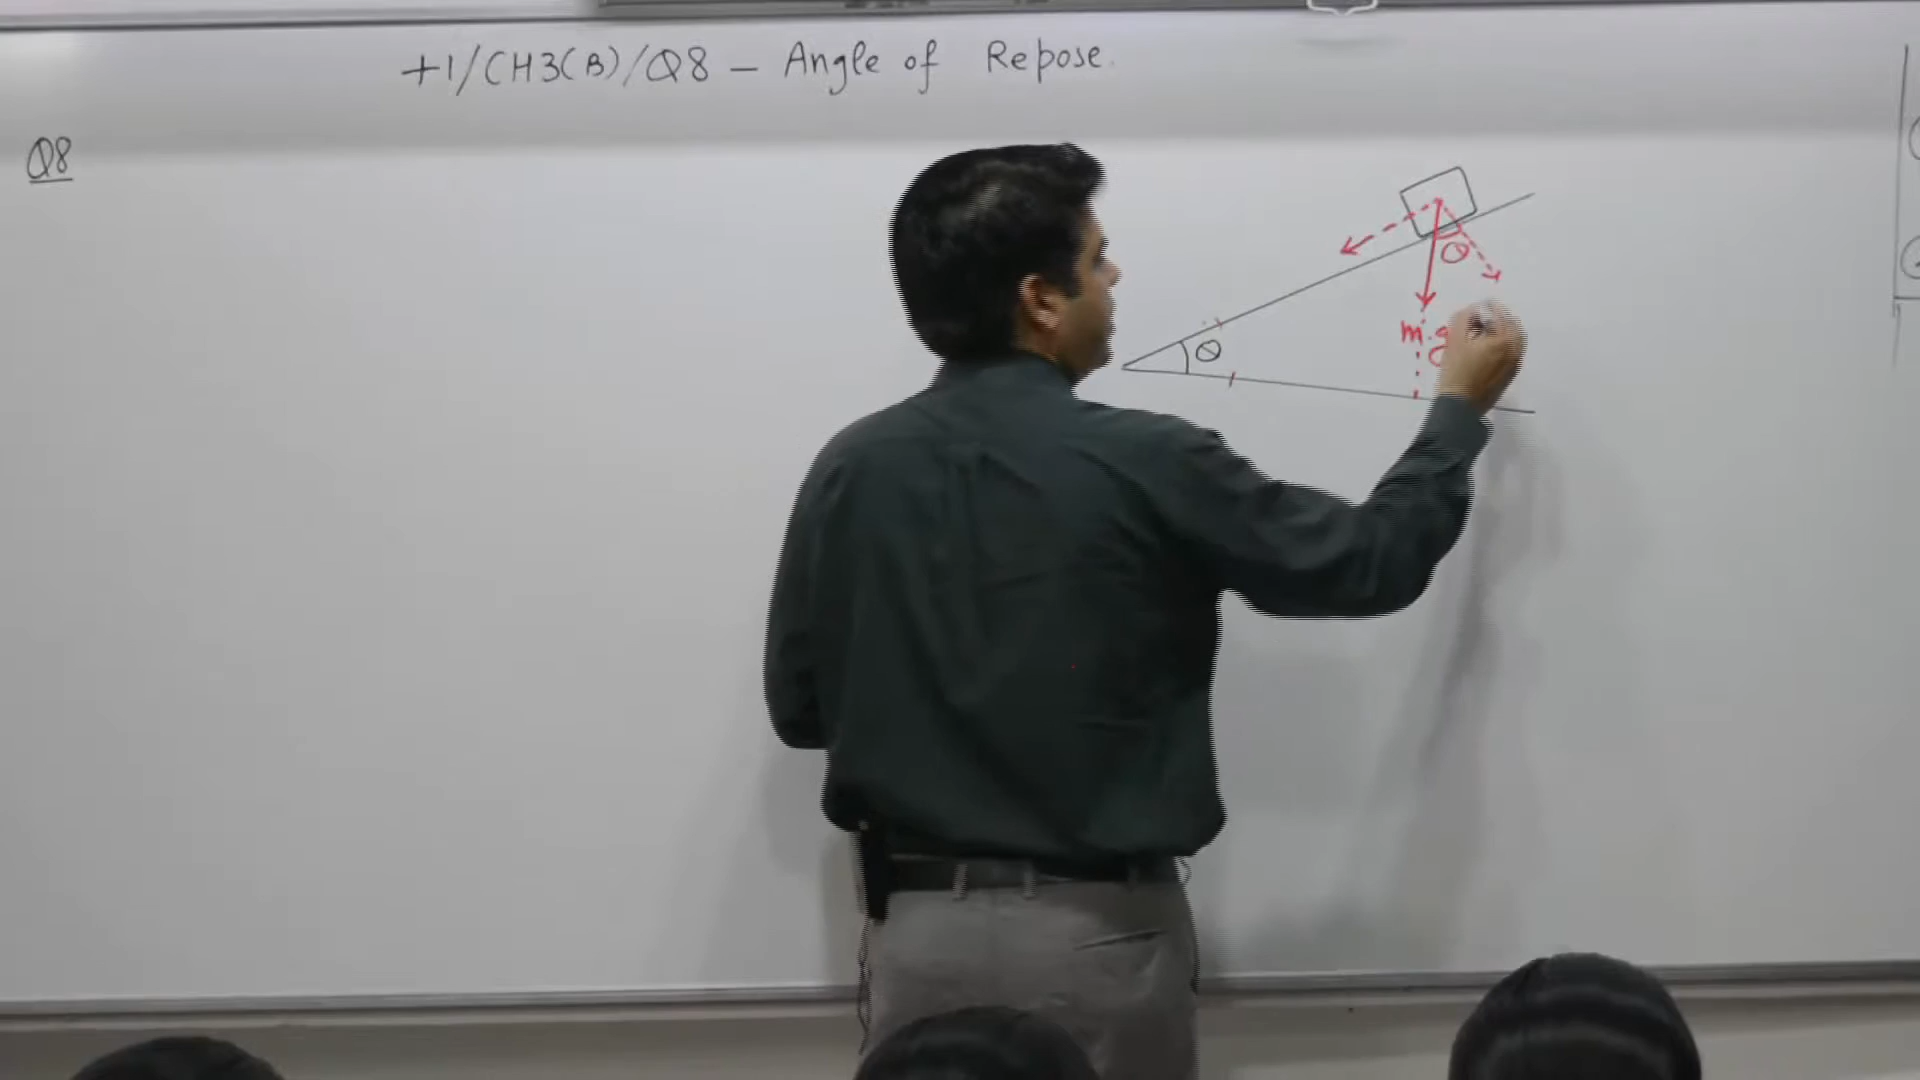 +1/CH3(B)/Q8 — Angle of Repose.
Q8
θ
m.g
θ